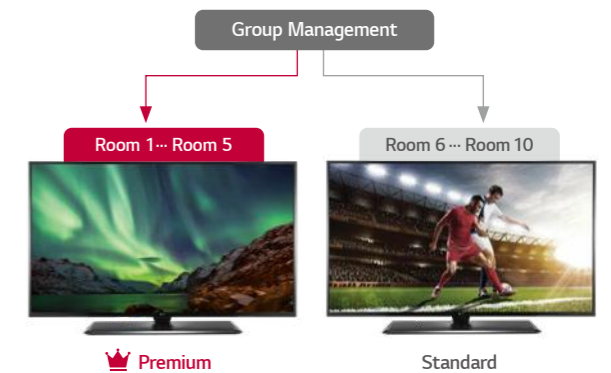 Group Management
Room 1··· Room 5
Room 6 ··· Room 10
Premium
Standard